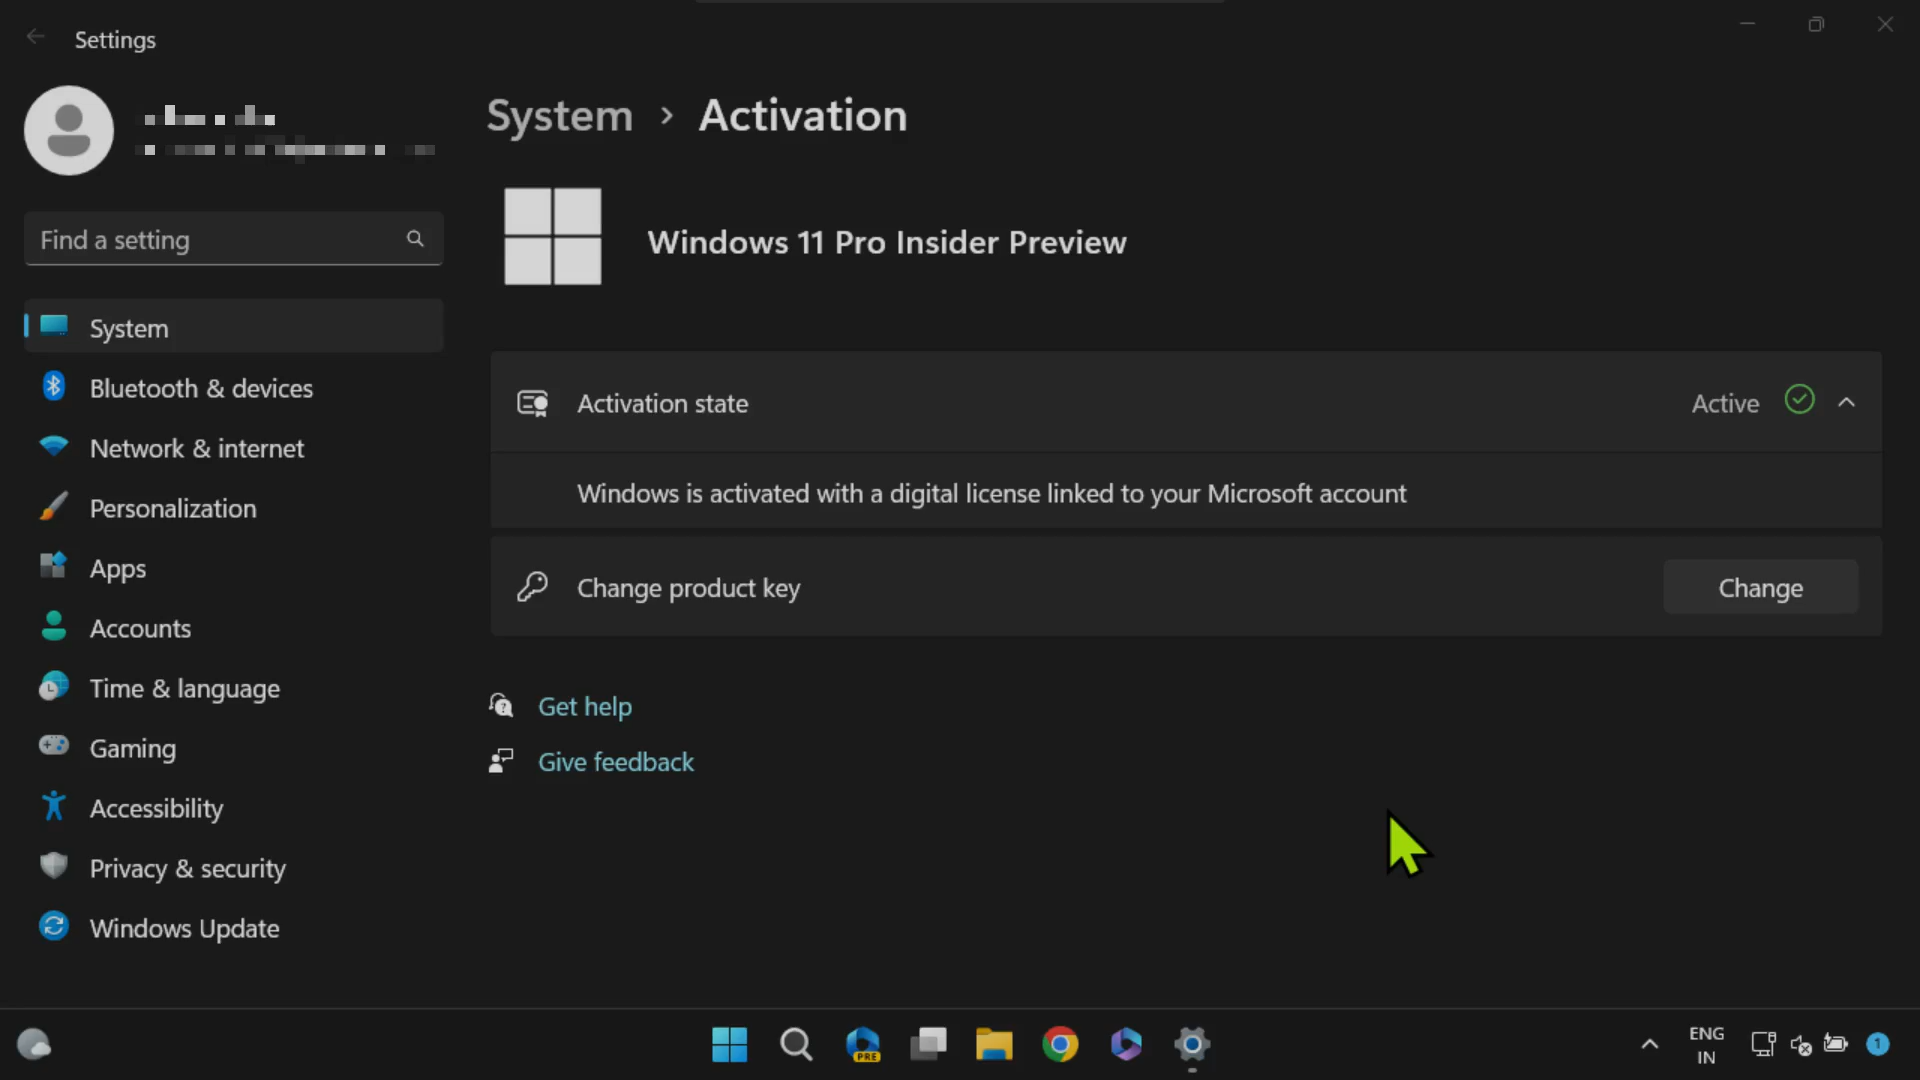 Settings
Find a setting
System
Bluetooth & devices
Network & internet
Personalization
Apps
Accounts
Time & language
Gaming
Accessibility
Privacy & security
Windows Update
System > Activation
Windows 11 Pro Insider Preview
Activation state
Active
Windows is activated with a digital license linked to your Microsoft account
Change product key
Change
Get help
Give feedback
PRE
ENG
IN
1